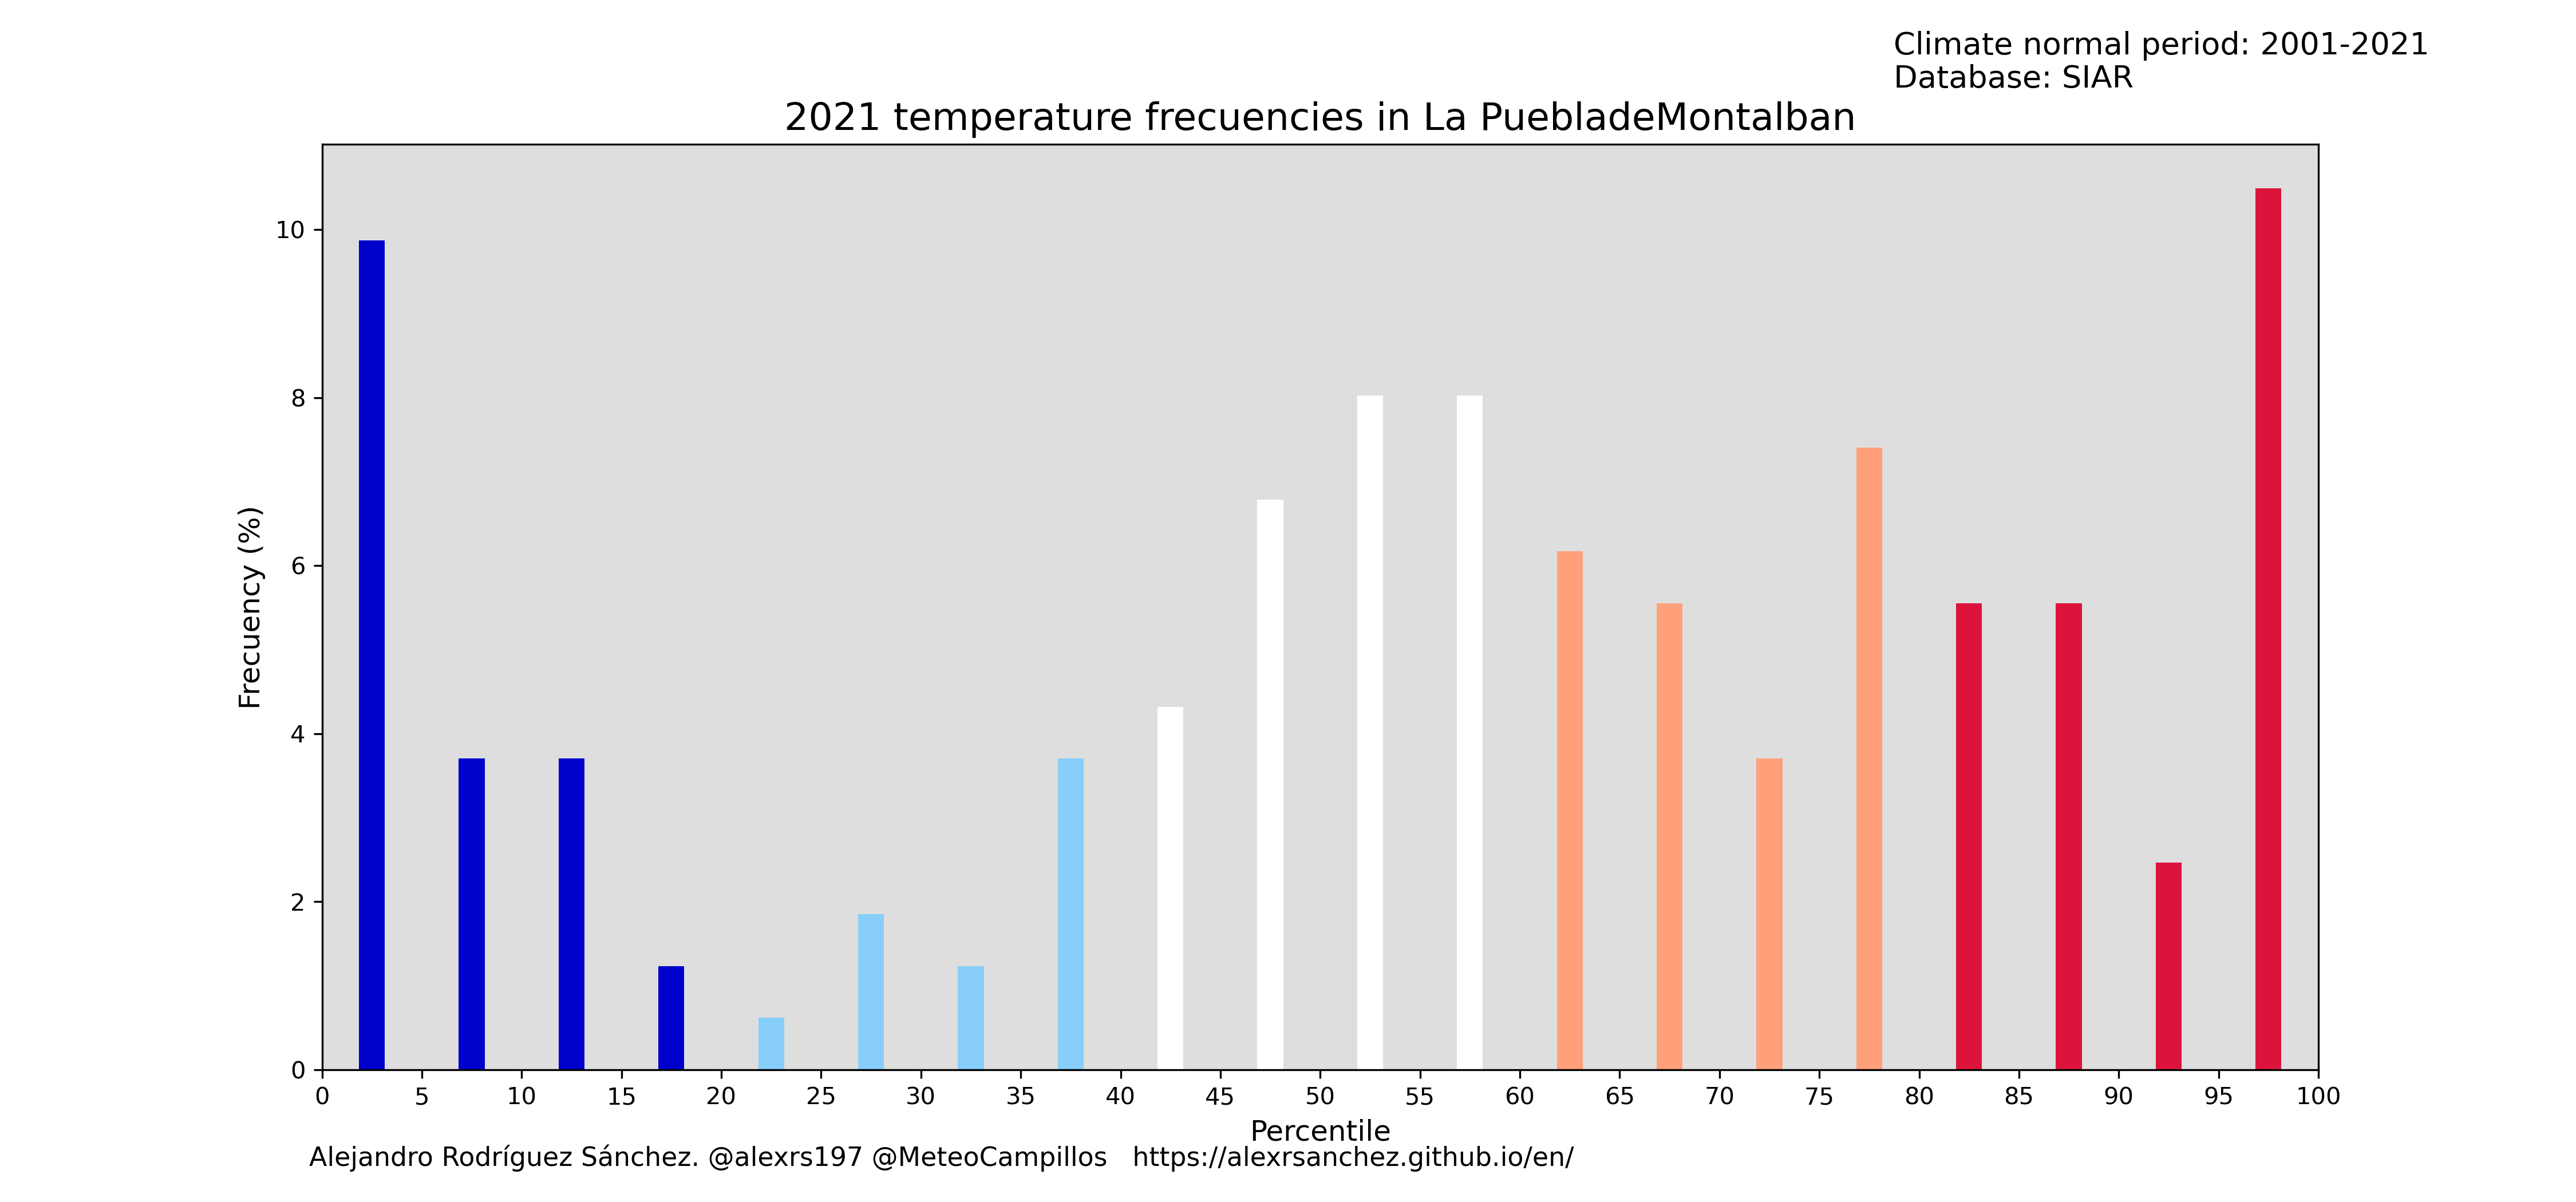 Climate normal period: 2001-2021
Database: SIAR
2021 temperature frecuencies in La PuebladeMontalban
10
8
6
4
2
0
Frecuency (%)
0 5 10 15 20 25 30 35 40 45 50 55 60 65 70 75 80 85 90 95 100
Percentile
Alejandro Rodríguez Sánchez. @alexrs197 @MeteoCampillos https://alexrsanchez.github.io/en/